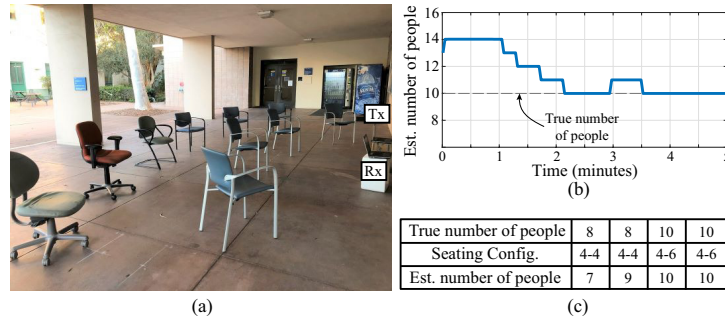 Tx
Rx
(a)
Est. number of people
16
14
12
10
8
6
True number
of people
0 1 2 3 4 5
Time (minutes)
(b)
True number of people 8 8 10 10
Seating Config. 4-4 4-4 4-6 4-6
Est. number of people 7 9 10 10
(c)